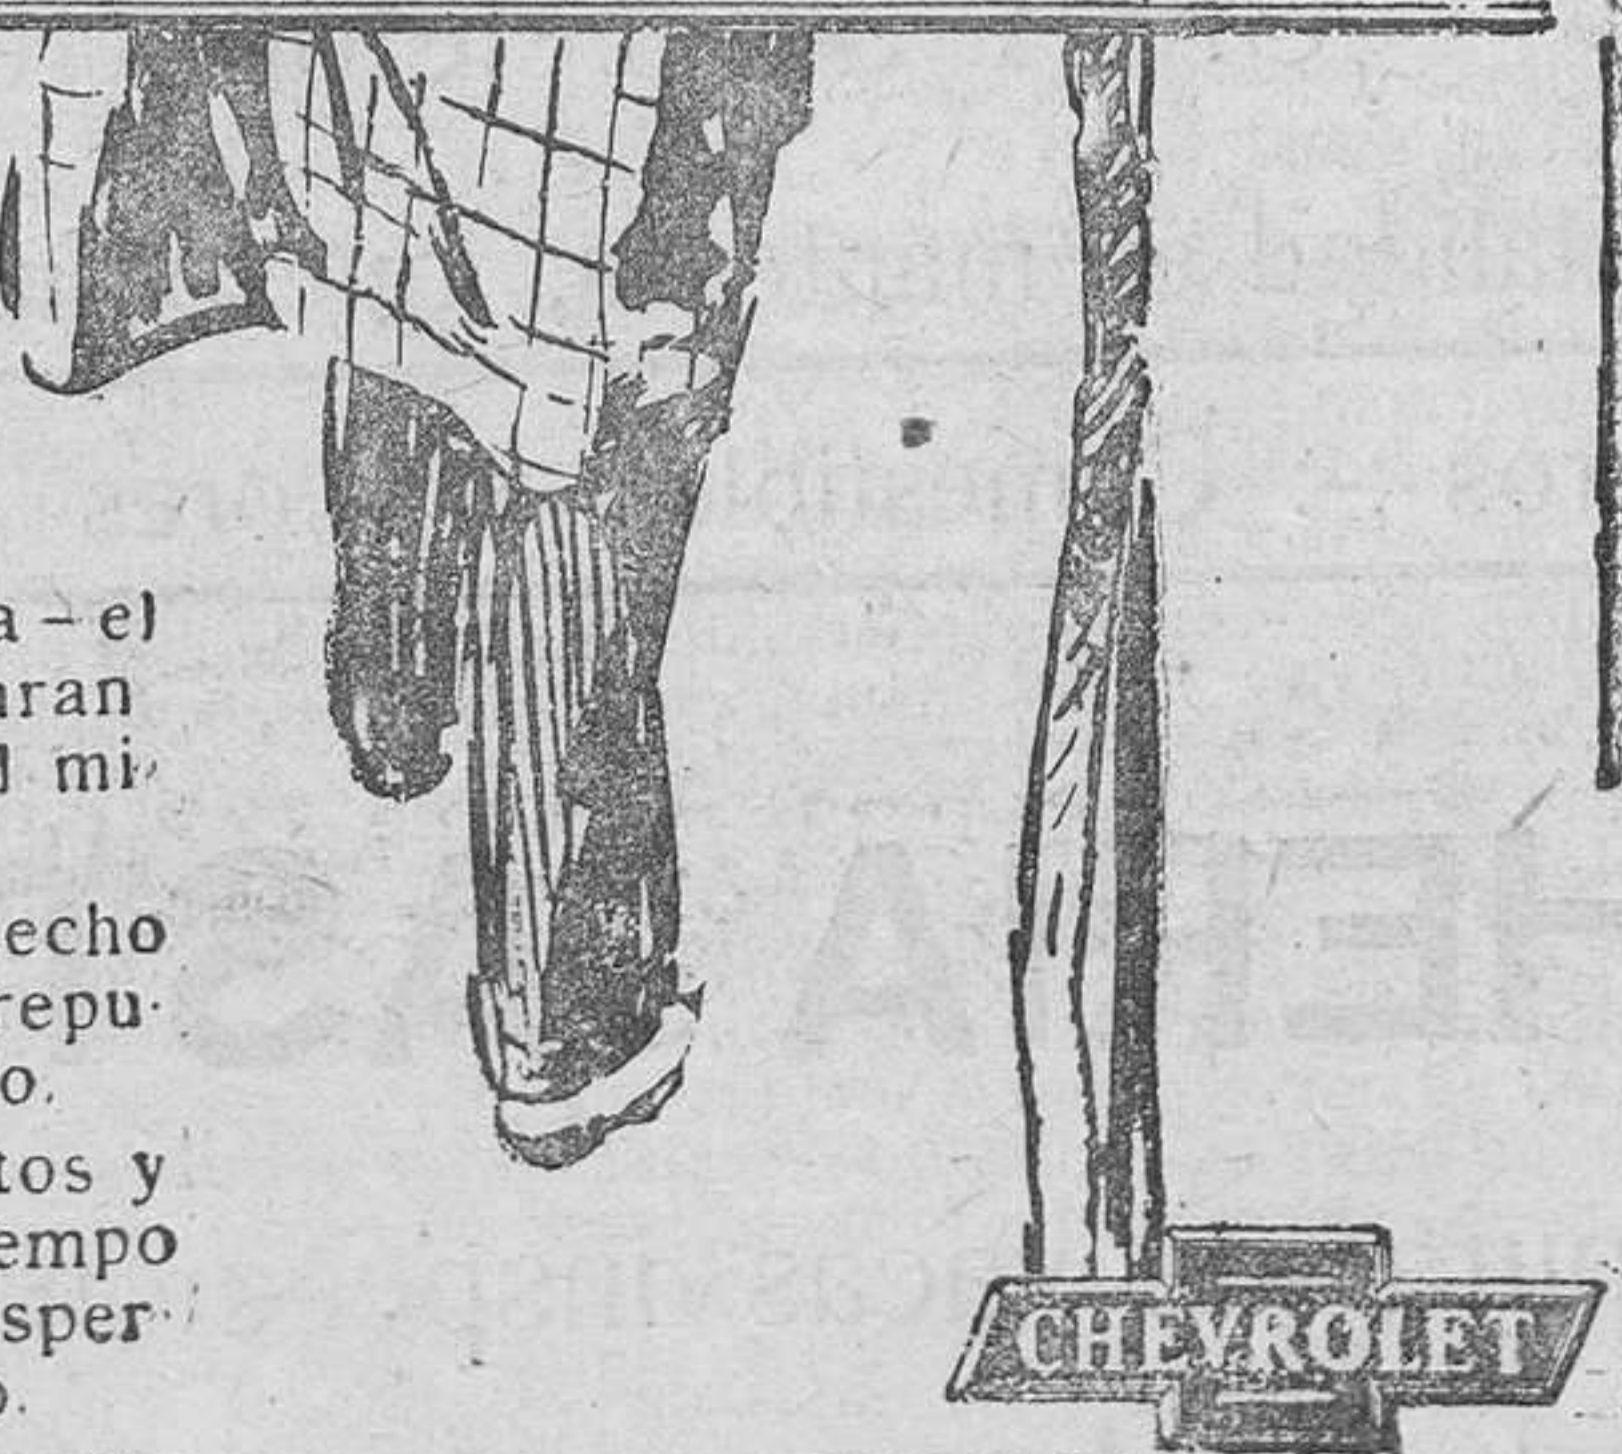 a – el
ran
mi-
echo
repu-
o.
tos y
empo
sper-
o.
CHEVROLET